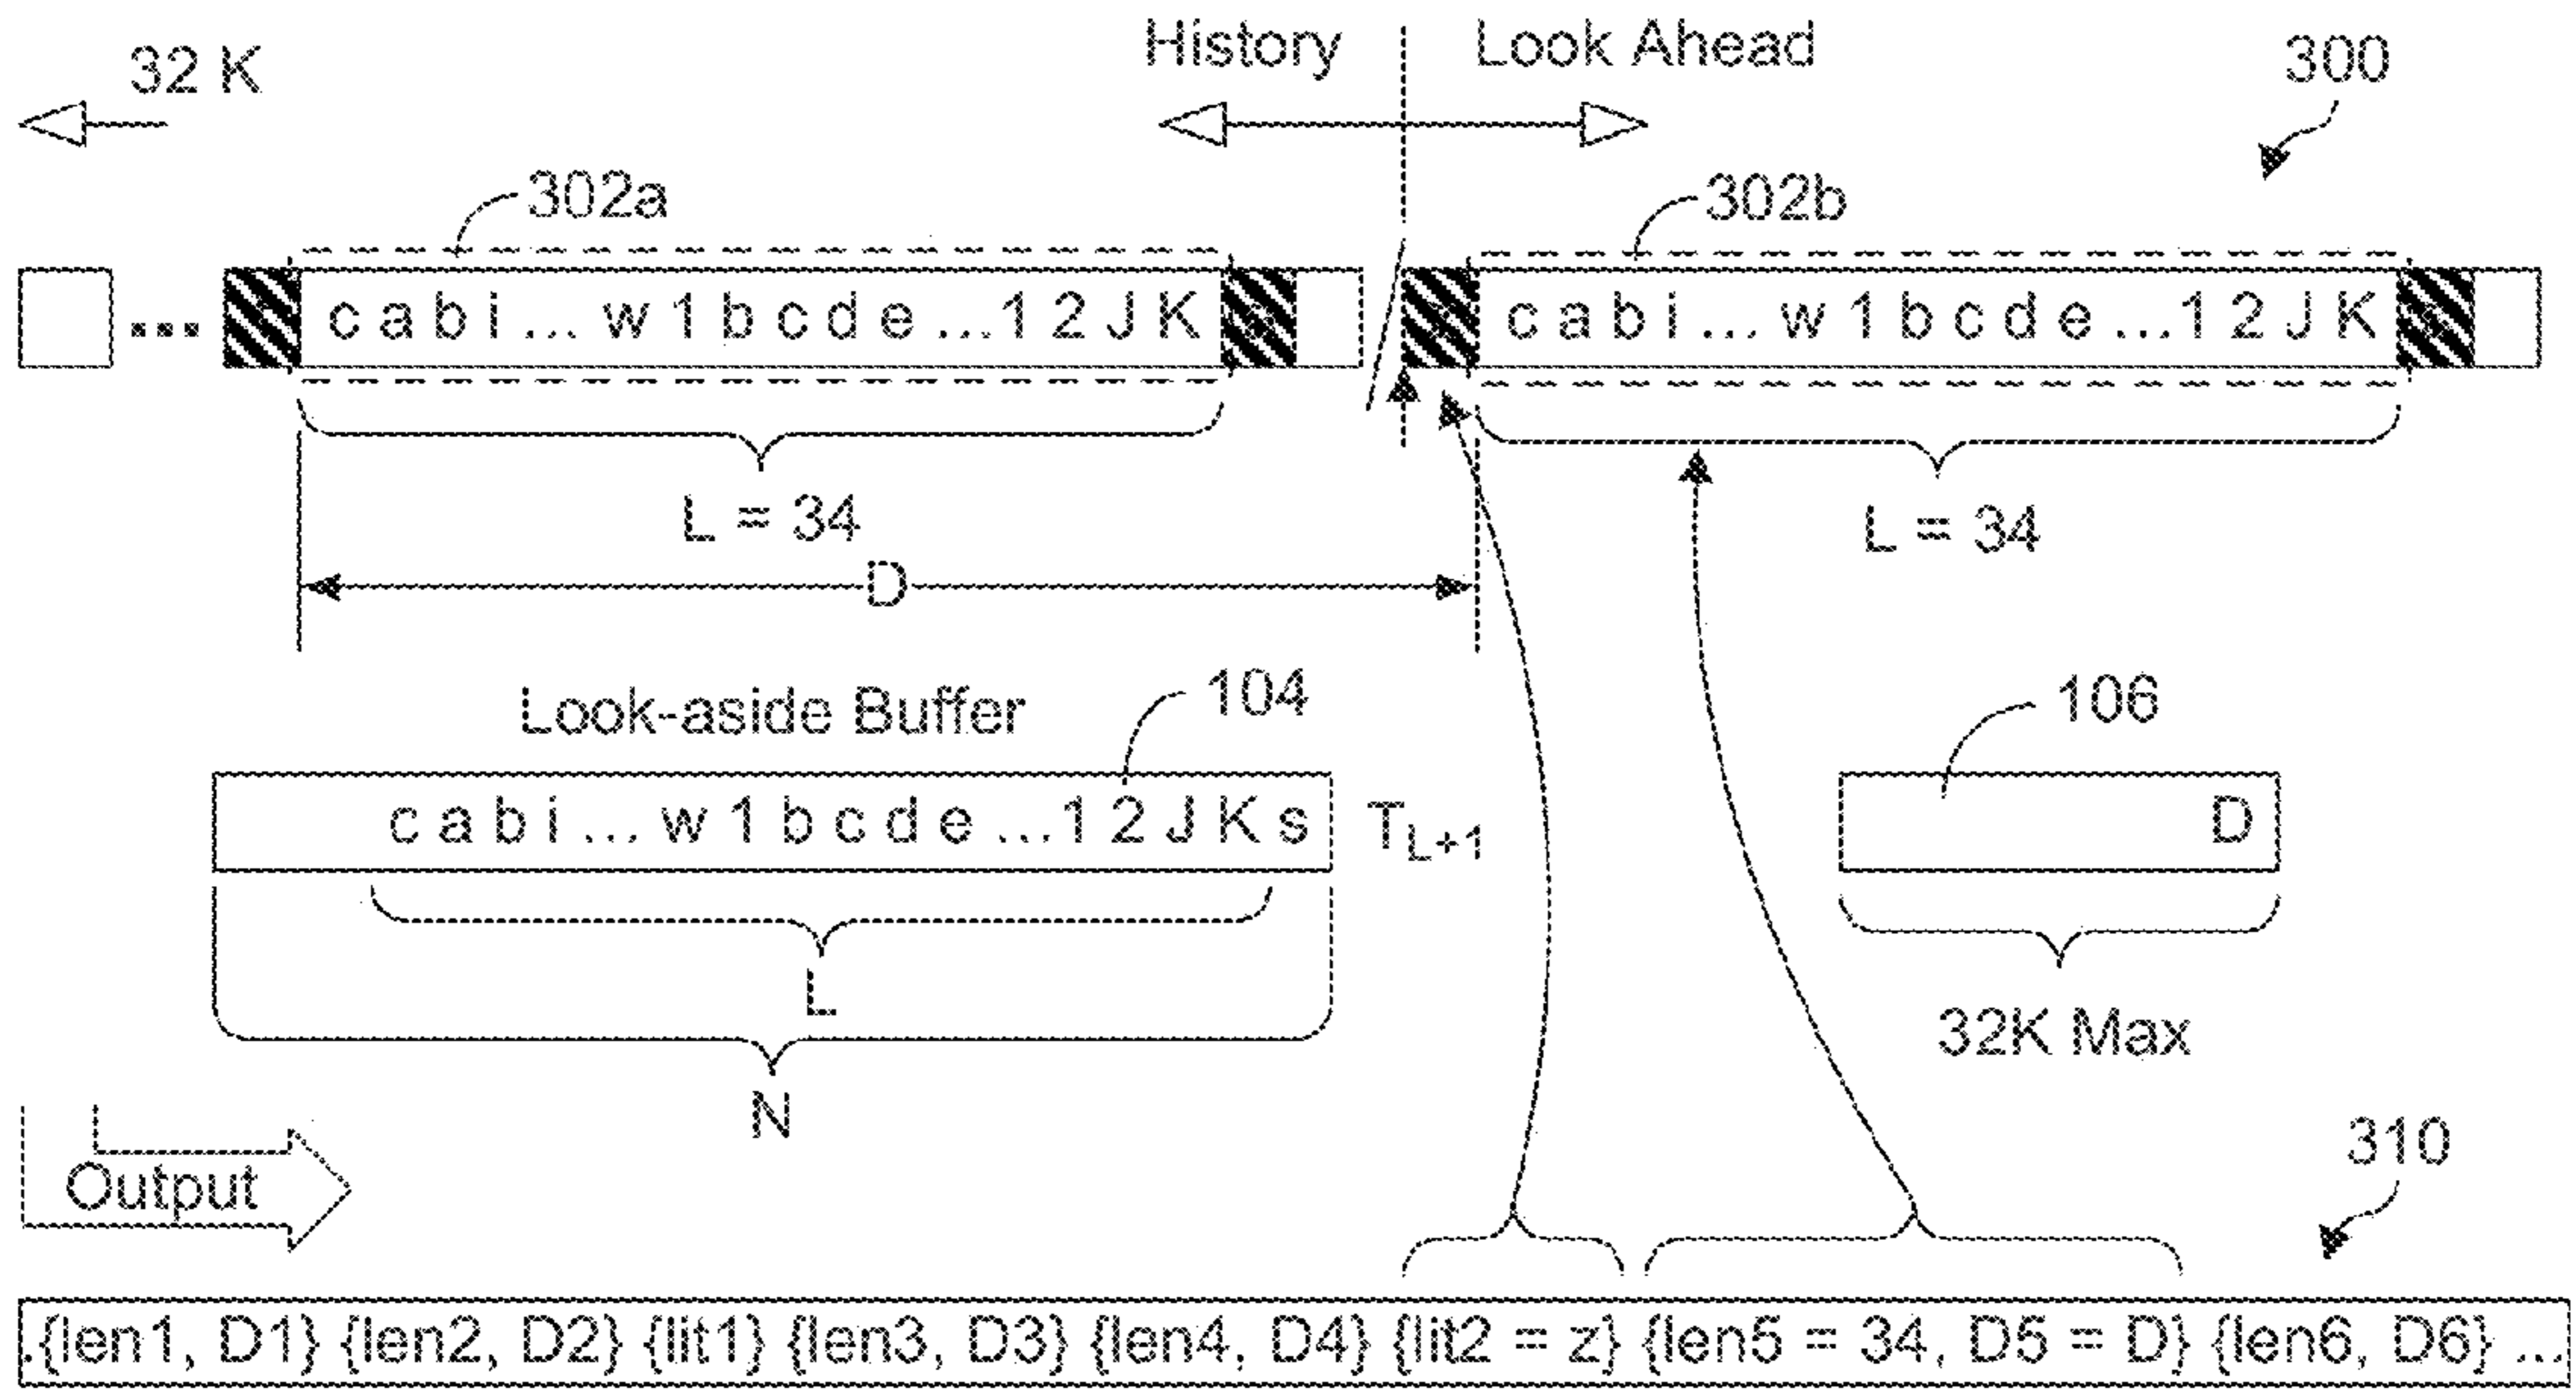 32 K
History
Look Ahead
300
302a
302b
... c a b i ... w 1 b c d e ... 1 2 J K
c a b i ... w 1 b c d e ... 1 2 J K
L = 34
L = 34
D
Look-aside Buffer
104
106
c a b i ... w 1 b c d e ... 1 2 J K s
TL+1
D
L
32K Max
N
Output
310
.{len1, D1} {len2, D2} {lit1} {len3, D3} {len4, D4} {lit2 = z} {len5 = 34, D5 = D} {len6, D6} ...